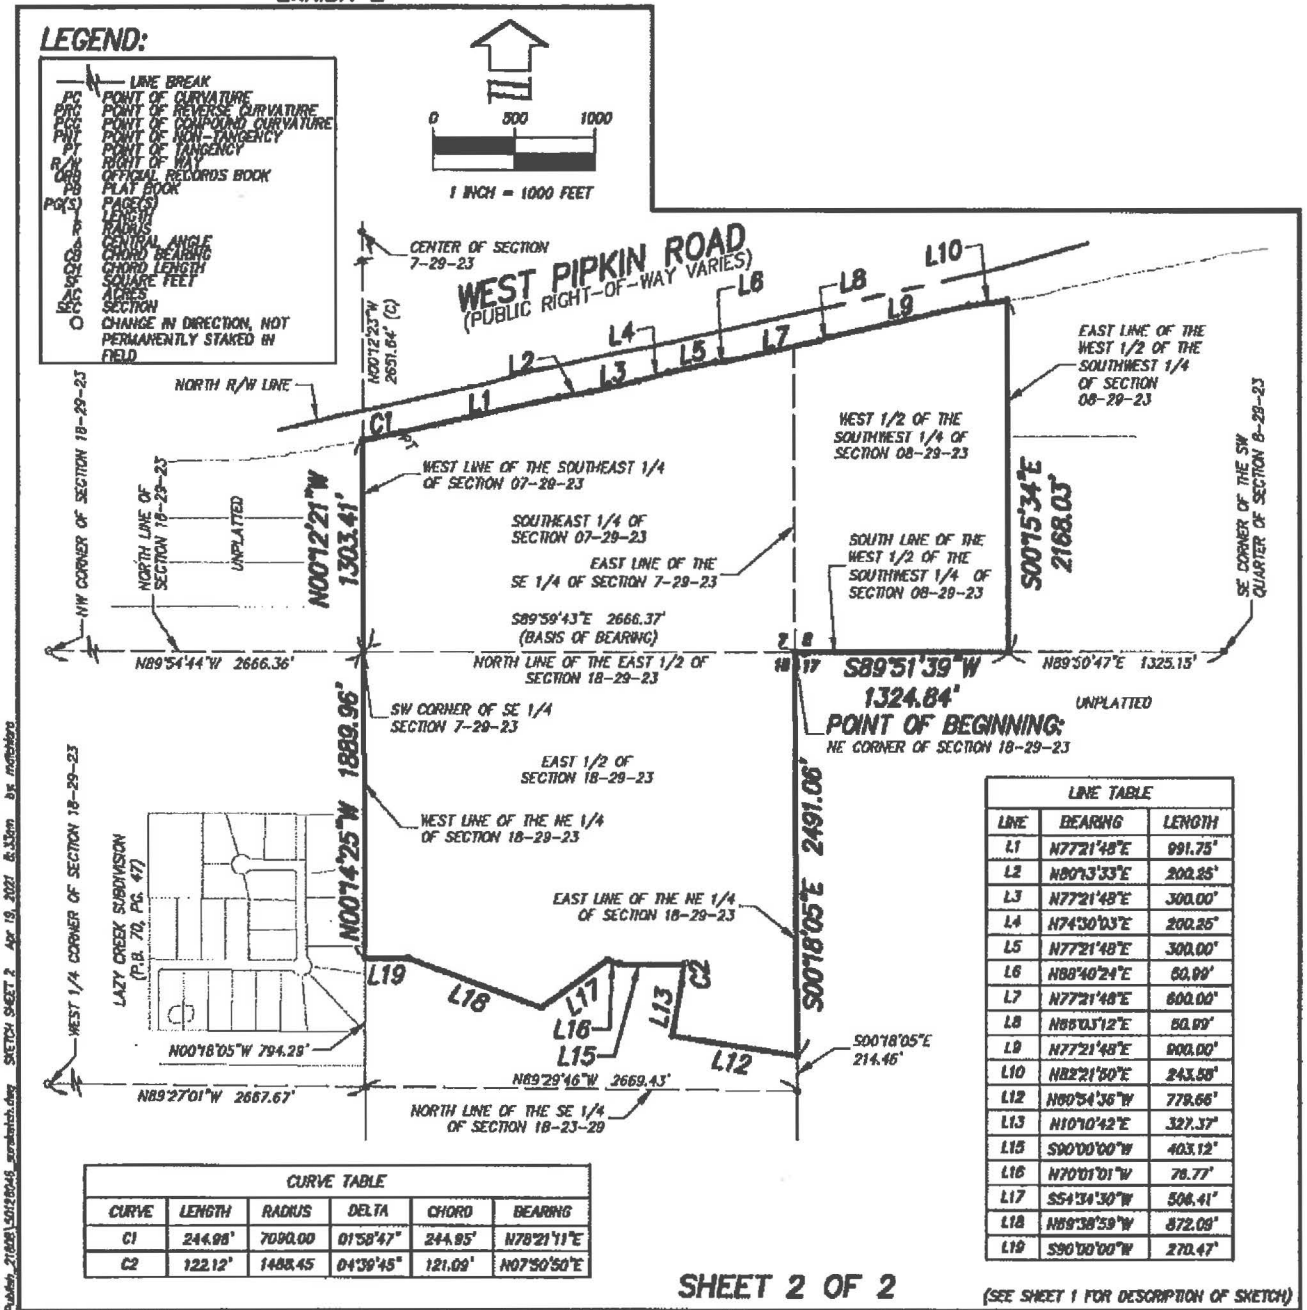 LEGEND:
LINE BREAK
PC POINT OF CURVATURE
PRC POINT OF REVERSE CURVATURE
PCC POINT OF COMPOUND CURVATURE
PNT POINT OF NON-TANGENCY
PT POINT OF TANGENCY
R/W RIGHT OF WAY
ORB OFFICIAL RECORDS BOOK
PB PLAT BOOK
PG(S) PAGE(S)
L LENGTH
R RADIUS
Δ CENTRAL ANGLE
CB CHORD BEARING
CH CHORD LENGTH
SF SQUARE FEET
AC ACRES
SEC SECTION
O CHANGE IN DIRECTION, NOT
PERMANENTLY STAKED IN
FIELD
0 500 1000
1 INCH = 1000 FEET
CENTER OF SECTION
7-29-23
N00°12'23"W
2691.64' (C)
WEST PIPKIN ROAD
(PUBLIC RIGHT-OF-WAY VARIES)
L10
L6
L8
L9
L4
L2
L7
L5
L3
L1
C1
PT
NORTH R/W LINE
EAST LINE OF THE
WEST 1/2 OF THE
SOUTHWEST 1/4
OF SECTION
08-29-23
WEST 1/2 OF THE
SOUTHWEST 1/4 OF
SECTION 08-29-23
WEST LINE OF THE SOUTHEAST 1/4
OF SECTION 07-29-23
SOUTHEAST 1/4 OF
SECTION 07-29-23
EAST LINE OF THE
SE 1/4 OF SECTION 7-29-23
SOUTH LINE OF THE
WEST 1/2 OF THE
SOUTHWEST 1/4 OF
SECTION 08-29-23
S00°15'34"E
2168.03'
SE CORNER OF THE SW
QUARTER OF SECTION 8-29-23
NW CORNER OF SECTION 18-29-23
NORTH LINE OF
SECTION 18-29-23
UNPLATTED
N00°12'21"W
1303.41'
S89°59'43"E 2666.37'
(BASIS OF BEARING)
N89°54'44"W 2666.36'
NORTH LINE OF THE EAST 1/2 OF
SECTION 18-29-23
7 8
18 17
S89°51'39"W
1324.84'
N89°50'47"E 1325.15'
UNPLATTED
POINT OF BEGINNING:
NE CORNER OF SECTION 18-29-23
SW CORNER OF SE 1/4
SECTION 7-29-23
N00°14'25"W 1889.96'
EAST 1/2 OF
SECTION 18-29-23
WEST LINE OF THE NE 1/4
OF SECTION 18-29-23
S00°18'05"E 2491.06'
EAST LINE OF THE NE 1/4
OF SECTION 18-29-23
WEST 1/4 CORNER OF SECTION 18-29-23
LAZY CREEK SUBDIVISION
(P.B. 70, PG. 47)
L19
L18
L17
L16
L15
L13
C2
L12
N00°18'05"W 794.29'
S00°18'05"E
214.46'
N89°27'01"W 2667.67'
N89°29'46"W 2669.43'
NORTH LINE OF THE SE 1/4
OF SECTION 18-23-29
LINE TABLE
LINE BEARING LENGTH
L1 N77°21'48"E 991.75'
L2 N80°13'33"E 200.25'
L3 N77°21'48"E 300.00'
L4 N74°30'03"E 200.25'
L5 N77°21'48"E 300.00'
L6 N88°40'24"E 50.99'
L7 N77°21'48"E 600.00'
L8 N66°03'12"E 50.99'
L9 N77°21'48"E 900.00'
L10 N82°21'50"E 243.58'
L12 N80°54'36"W 779.66'
L13 N10°10'42"E 327.37'
L15 S90°00'00"W 403.12'
L16 N70°01'01"W 76.77'
L17 S54°34'30"W 506.41'
L18 N69°38'59"W 872.09'
L19 S90°00'00"W 270.47'
CURVE TABLE
CURVE LENGTH RADIUS DELTA CHORD BEARING
C1 244.96' 7090.00 01°58'47" 244.95' N78°21'11"E
C2 122.12' 1488.45 04°39'45" 121.09' N07°50'50"E
SHEET 2 OF 2
(SEE SHEET 1 FOR DESCRIPTION OF SKETCH)
SKETCH SHEET 2 Apr 19, 2021 8:33am by: